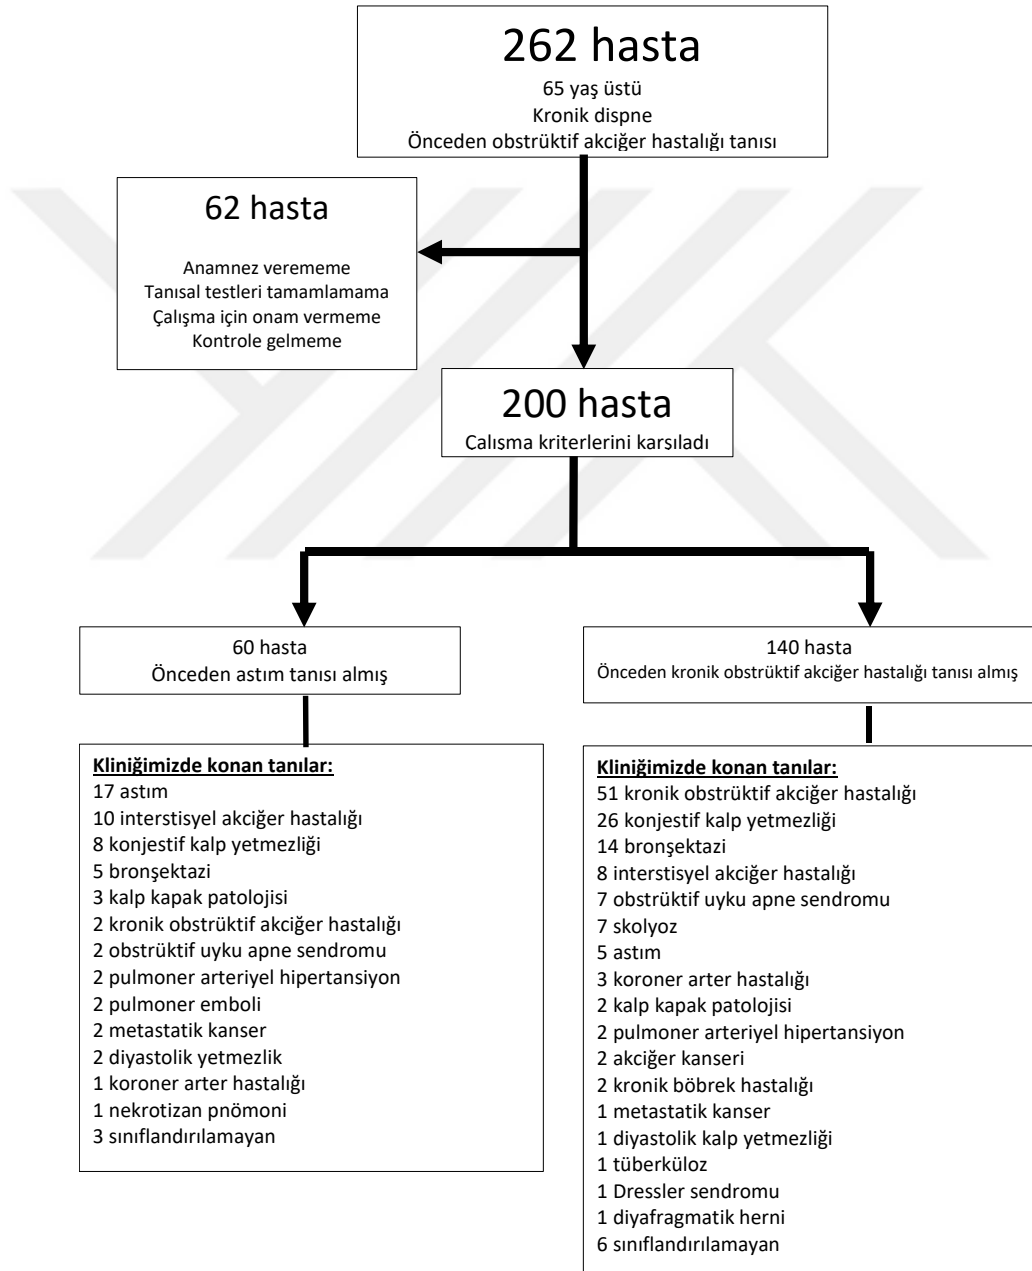 262 hasta
65 yaş üstü
Kronik dispne
Önceden obstrüktif akciğer hastalığı tanısı
62 hasta
Anamnez verememe
Tanısal testleri tamamlamama
Çalışma için onam vermeme
Kontrole gelmeme
200 hasta
Çalışma kriterlerini karşıladı
60 hasta
Önceden astım tanısı almış
140 hasta
Önceden kronik obstrüktif akciğer hastalığı tanısı almış
Kliniğimizde konan tanılar:
17 astım
10 interstisyel akciğer hastalığı
8 konjestif kalp yetmezliği
5 bronşektazi
3 kalp kapak patolojisi
2 kronik obstrüktif akciğer hastalığı
2 obstrüktif uyku apne sendromu
2 pulmoner arteriyel hipertansiyon
2 pulmoner emboli
2 metastatik kanser
2 diyastolik yetmezlik
1 koroner arter hastalığı
1 nekrotizan pnömoni
3 sınıflandırılamayan
Kliniğimizde konan tanılar:
51 kronik obstrüktif akciğer hastalığı
26 konjestif kalp yetmezliği
14 bronşektazi
8 interstisyel akciğer hastalığı
7 obstrüktif uyku apne sendromu
7 skolyoz
5 astım
3 koroner arter hastalığı
2 kalp kapak patolojisi
2 pulmoner arteriyel hipertansiyon
2 akciğer kanseri
2 kronik böbrek hastalığı
1 metastatik kanser
1 diyastolik kalp yetmezliği
1 tüberküloz
1 Dressler sendromu
1 diyafragmatik herni
6 sınıflandırılamayan